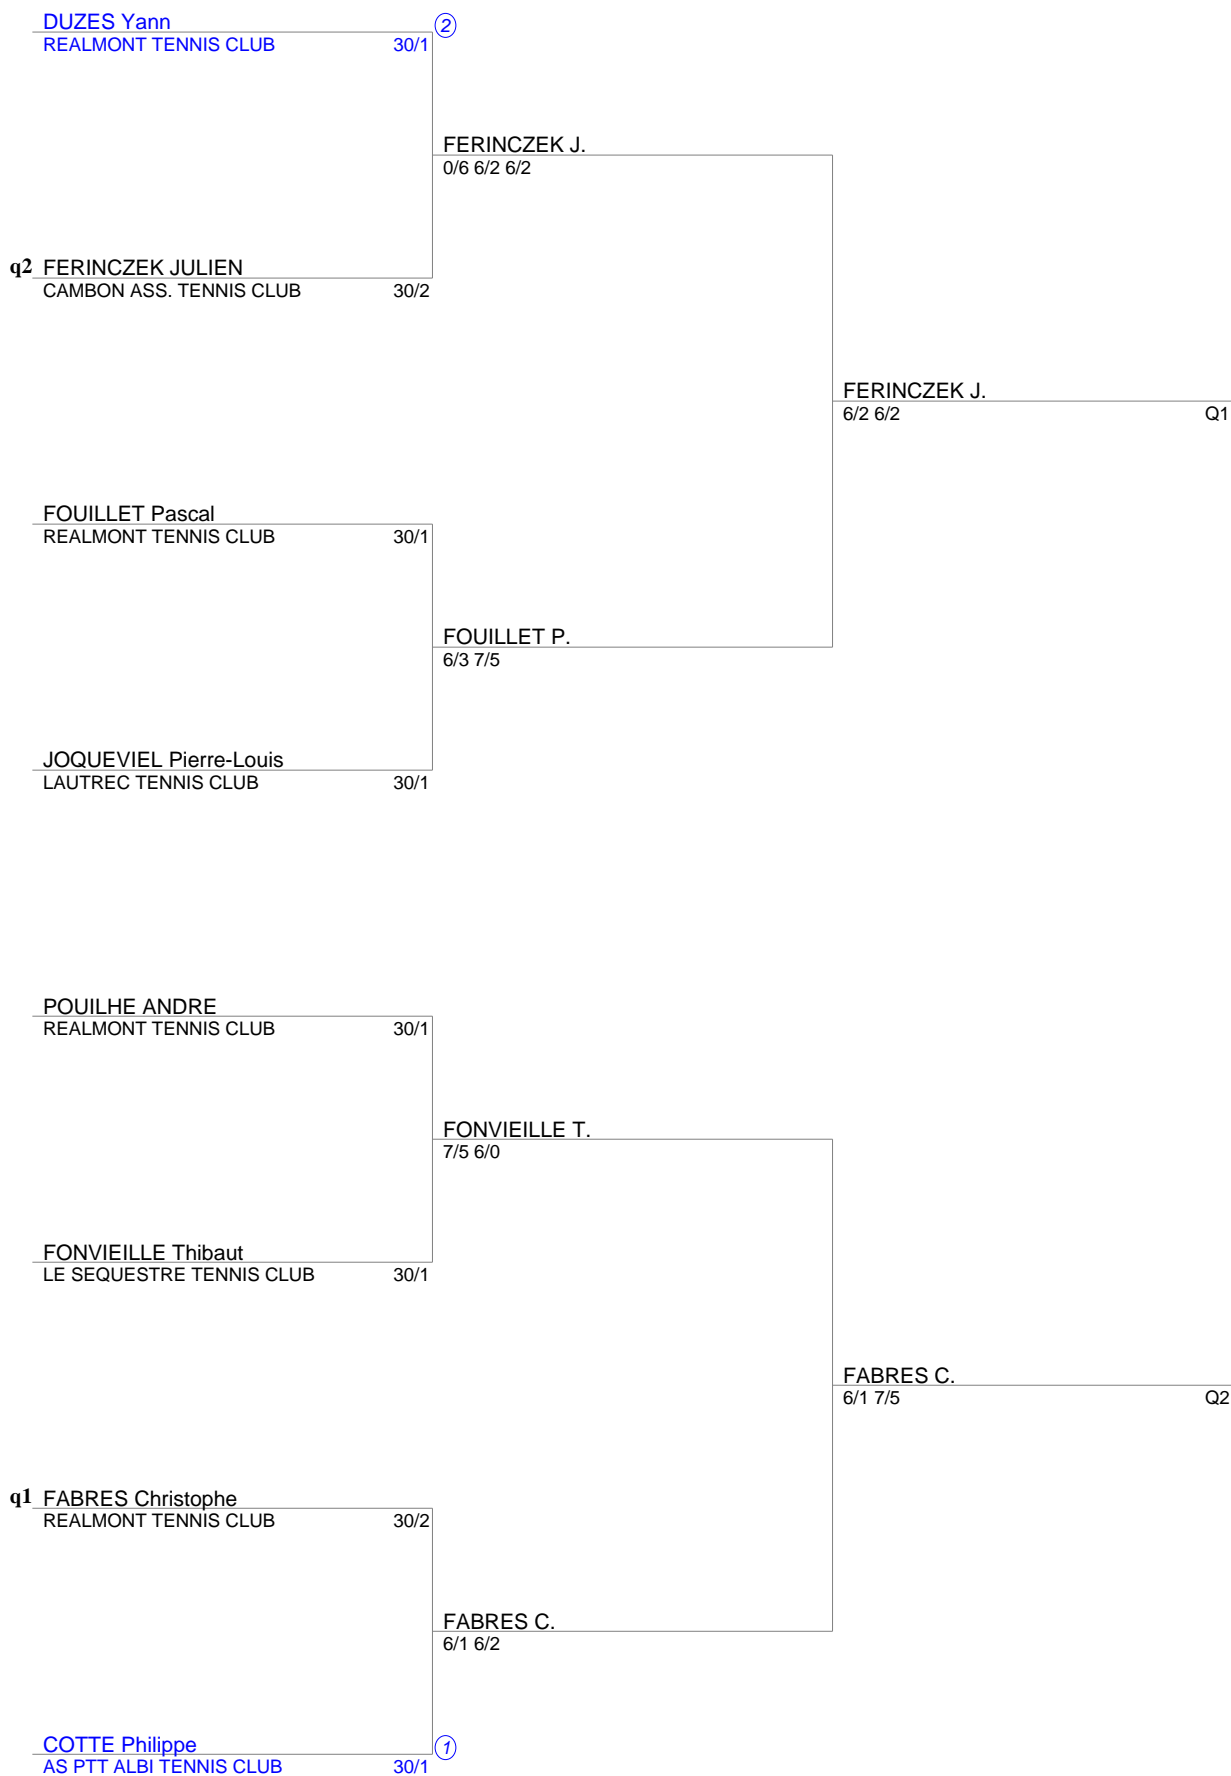 DUZES Yann 2
REALMONT TENNIS CLUB 30/1
FERINCZEK J.
0/6 6/2 6/2
q2 FERINCZEK JULIEN
CAMBON ASS. TENNIS CLUB 30/2
FERINCZEK J.
6/2 6/2 Q1
FOUILLET Pascal
REALMONT TENNIS CLUB 30/1
FOUILLET P.
6/3 7/5
JOQUEVIEL Pierre-Louis
LAUTREC TENNIS CLUB 30/1
POUILHE ANDRE
REALMONT TENNIS CLUB 30/1
FONVIEILLE T.
7/5 6/0
FONVIEILLE Thibaut
LE SEQUESTRE TENNIS CLUB 30/1
FABRES C.
6/1 7/5 Q2
q1 FABRES Christophe
REALMONT TENNIS CLUB 30/2
FABRES C.
6/1 6/2
COTTE Philippe 1
AS PTT ALBI TENNIS CLUB 30/1